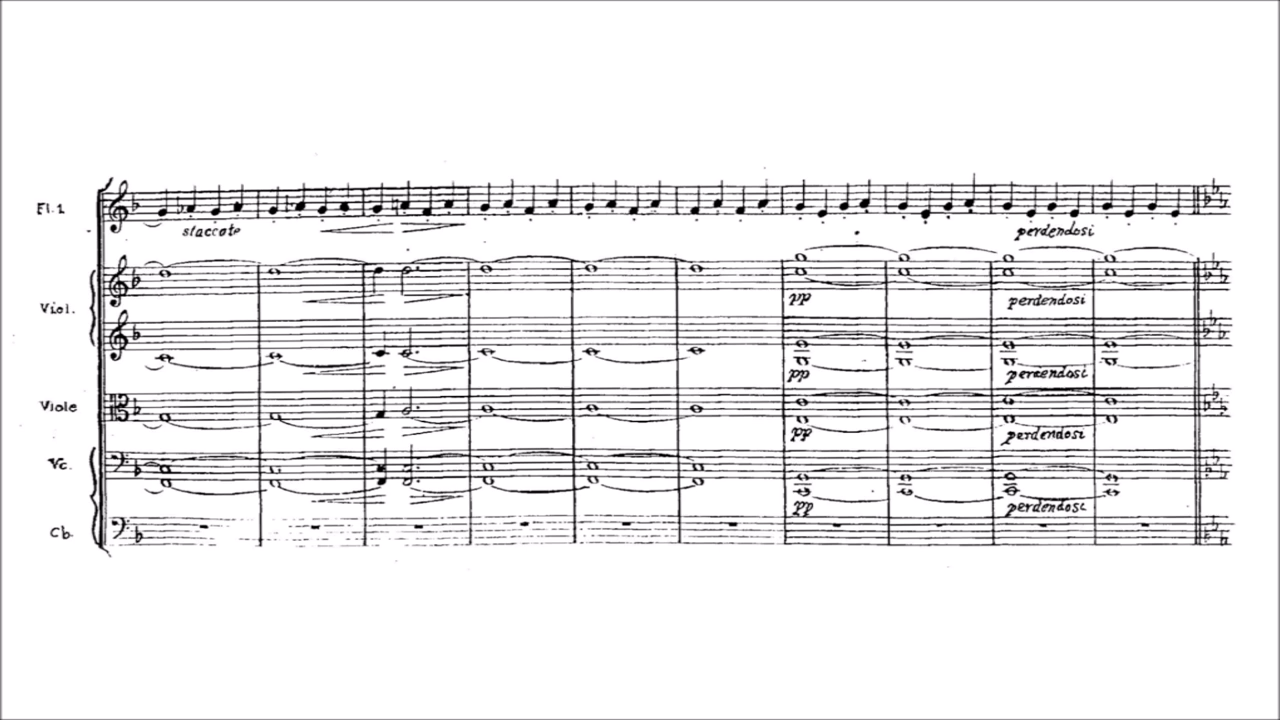 Fl.1
staccato
perdendosi
Viol.
pp
perdendosi
pp
perdendosi
Viole
pp
perdendosi
Vc.
pp
perdendosi
Cb.